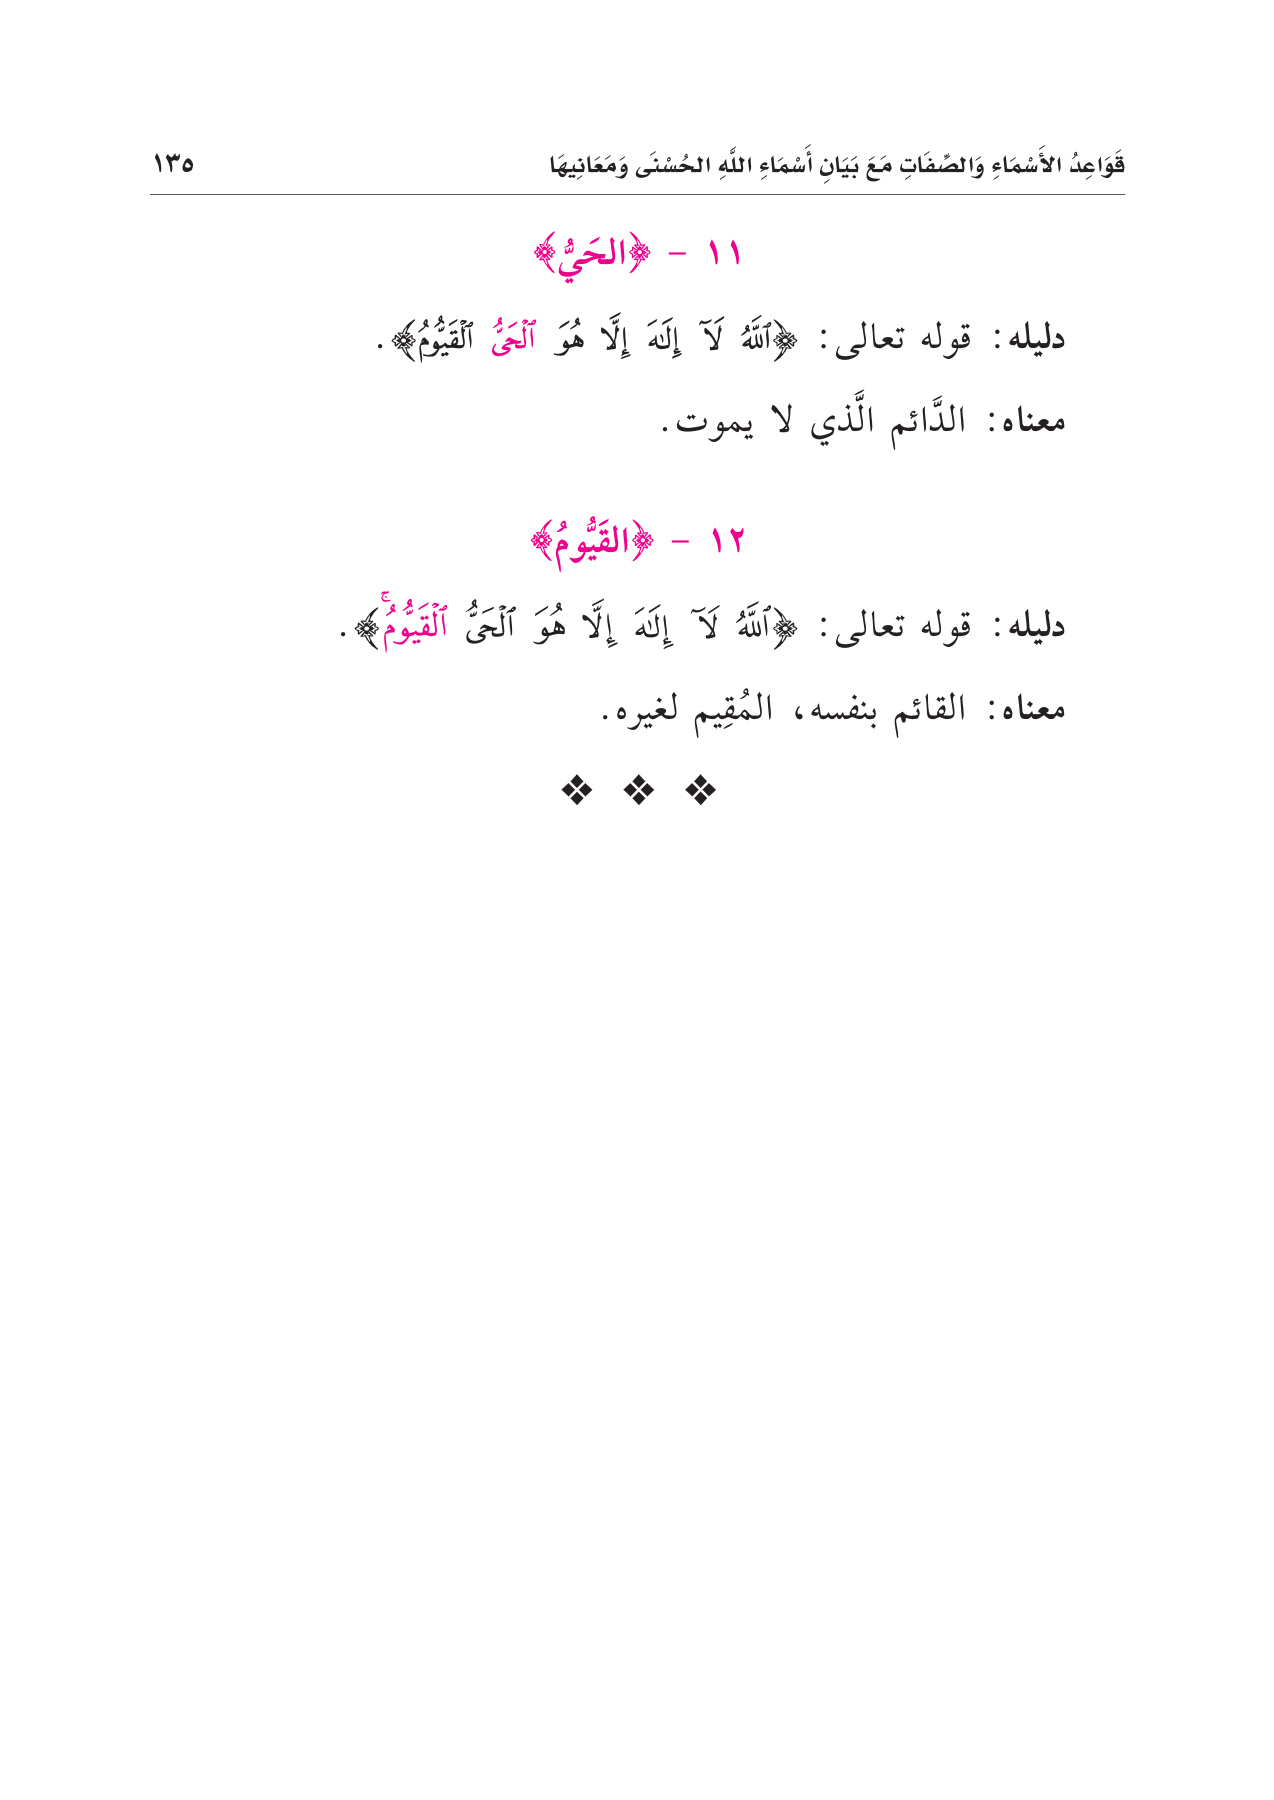 قَوَاعِدُ الأَسْمَاءِ وَالصِّفَاتِ مَعَ بَيَانِ أَسْمَاءِ اللَّهِ الحُسْنَى وَمَعَانِيهَا ١٣٥
١١ - ﴿الحَيُّ﴾
دليله: قوله تعالى: ﴿ٱللَّهُ لَآ إِلَٰهَ إِلَّا هُوَ ٱلۡحَيُّ ٱلۡقَيُّومُ﴾.
معناه: الدَّائم الَّذي لا يموت.
١٢ - ﴿القَيُّومُ﴾
دليله: قوله تعالى: ﴿ٱللَّهُ لَآ إِلَٰهَ إِلَّا هُوَ ٱلۡحَيُّ ٱلۡقَيُّومُۚ﴾.
معناه: القائم بنفسه، المُقِيم لغيره.